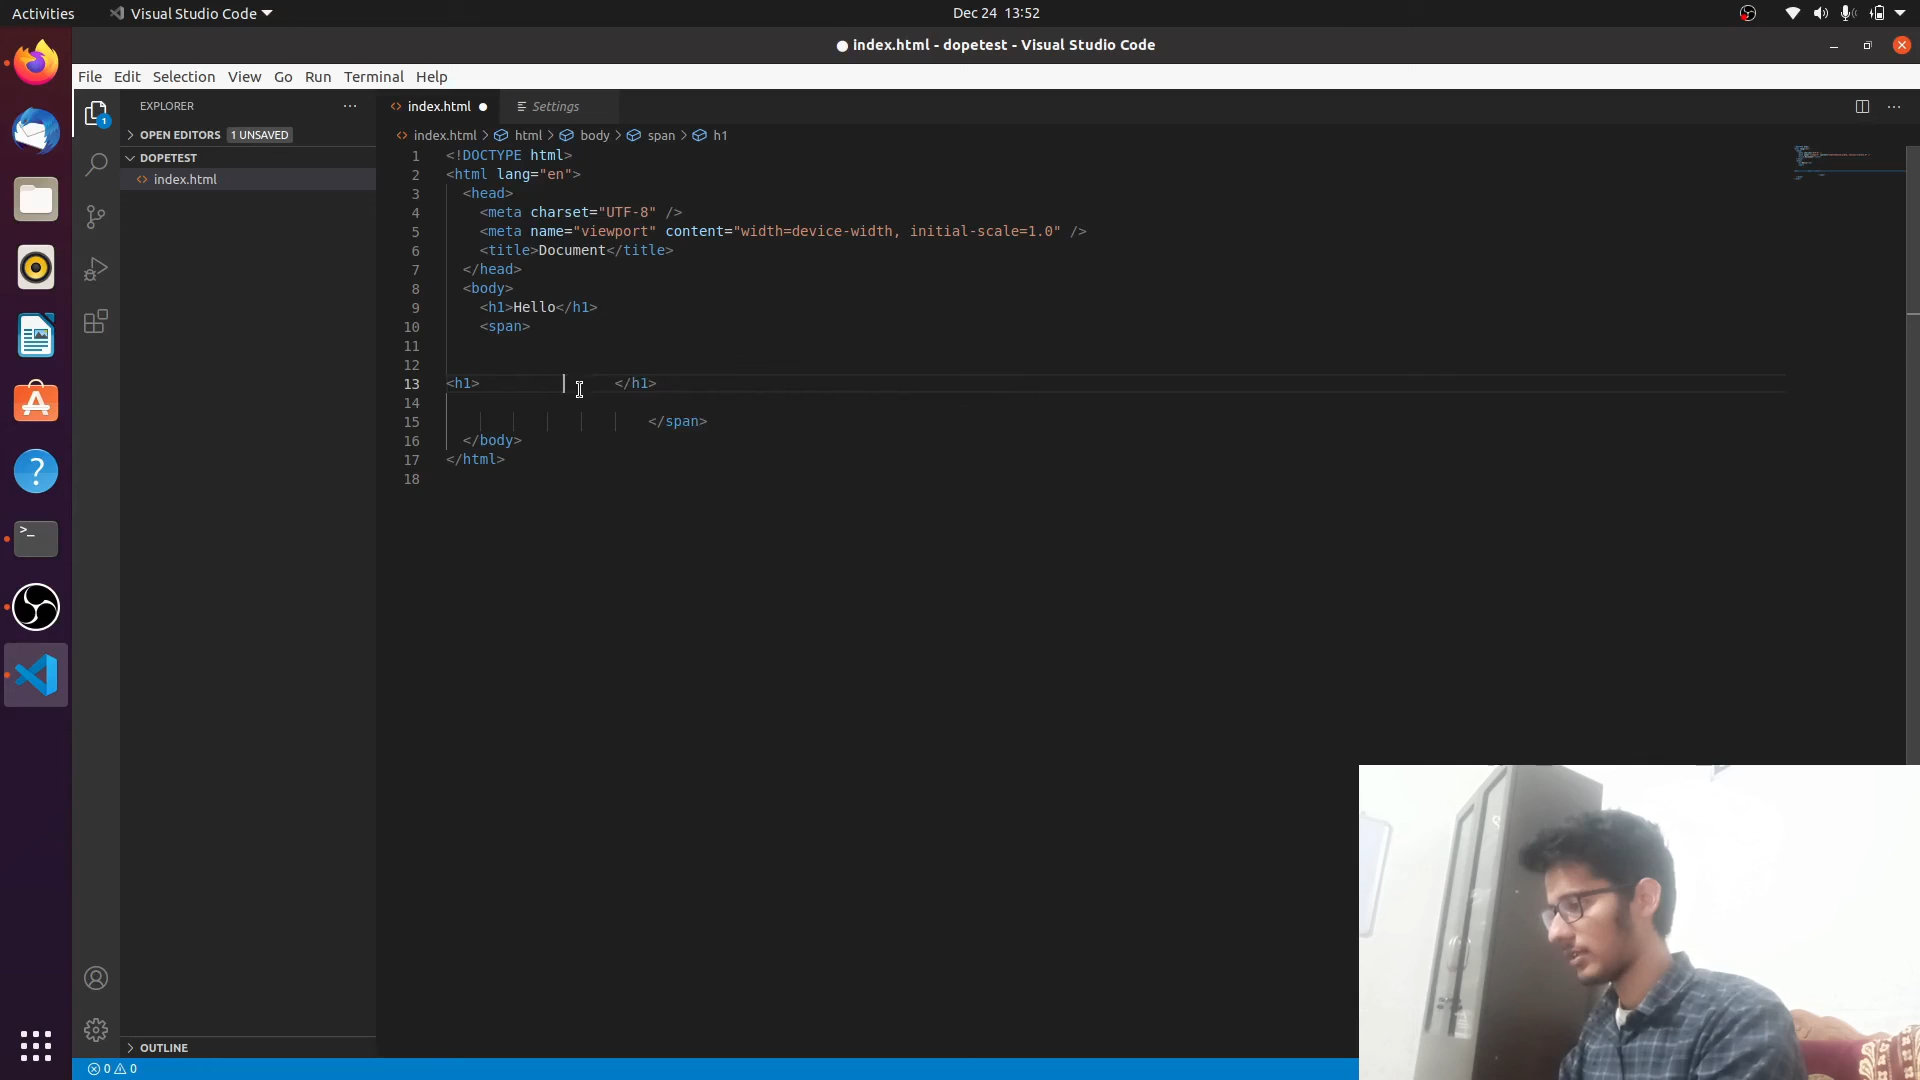 Activities Visual Studio Code Dec 24 13:52
index.html - dopetest - Visual Studio Code
File Edit Selection View Go Run Terminal Help
EXPLORER
1
OPEN EDITORS 1 UNSAVED
DOPETEST
index.html
index.html Settings
index.html > html > body > span > h1
1 <!DOCTYPE html>
2 <html lang="en">
3 <head>
4 <meta charset="UTF-8" />
5 <meta name="viewport" content="width=device-width, initial-scale=1.0" />
6 <title>Document</title>
7 </head>
8 <body>
9 <h1>Hello</h1>
10 <span>
11
12
13 <h1> </h1>
14
15 </span>
16 </body>
17 </html>
18
OUTLINE
0 0